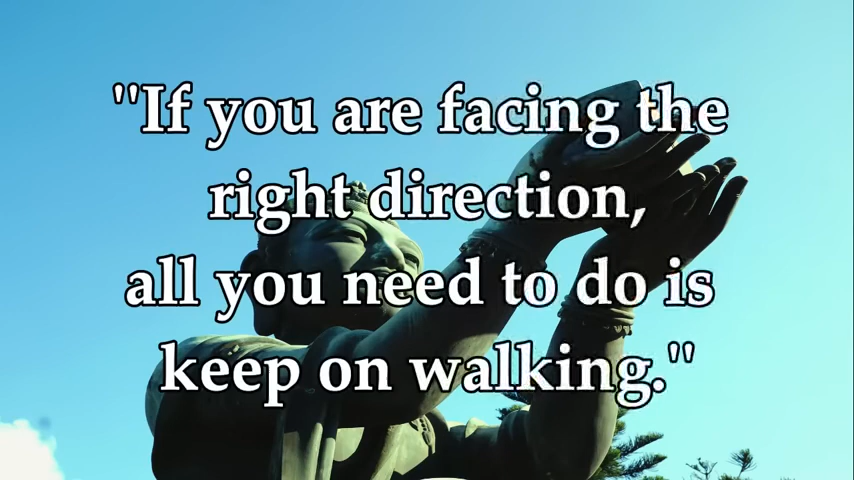 "If you are facing the
right direction,
all you need to do is
keep on walking."